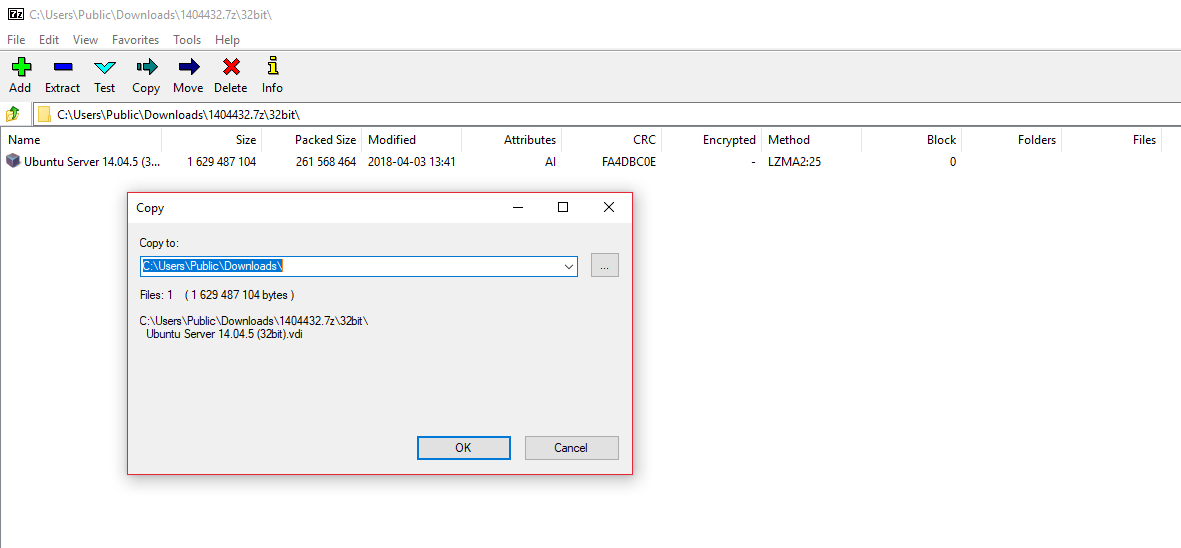 7z C:\Users\Public\Downloads\1404432.7z\32bit\
File Edit View Favorites Tools Help
Add Extract Test Copy Move Delete Info
C:\Users\Public\Downloads\1404432.7z\32bit\
Name Size Packed Size Modified Attributes CRC Encrypted Method Block Folders Files
Ubuntu Server 14.04.5 (3... 1 629 487 104 261 568 464 2018-04-03 13:41 AI FA4DBC0E - LZMA2:25 0
Copy
Copy to:
C:\Users\Public\Downloads\
...
Files: 1 ( 1 629 487 104 bytes )
C:\Users\Public\Downloads\1404432.7z\32bit\
Ubuntu Server 14.04.5 (32bit).vdi
OK Cancel